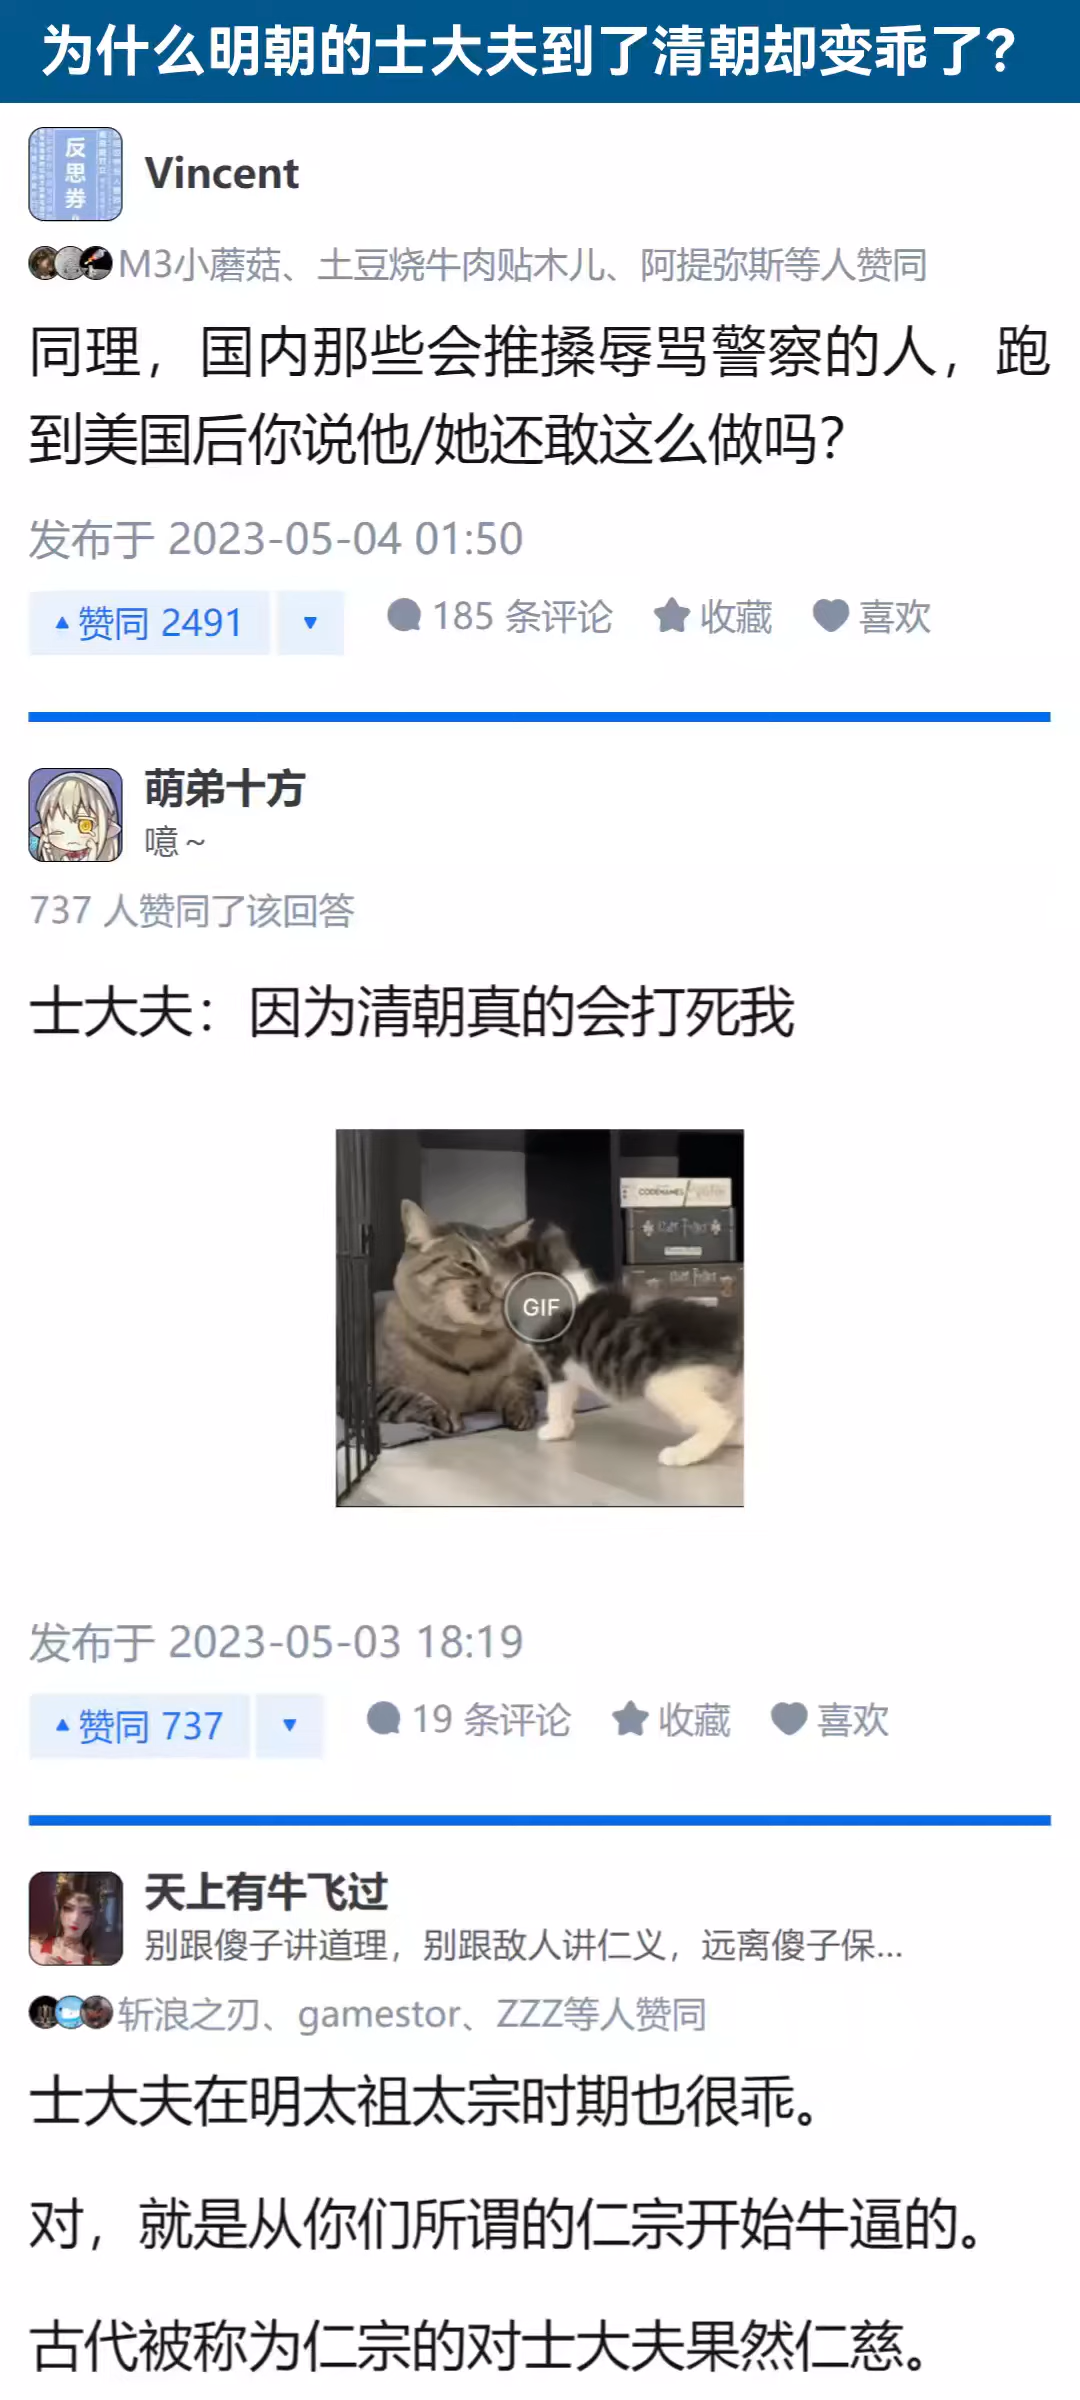 为什么明朝的士大夫到了清朝却变乖了?
反思券
Vincent
M3小蘑菇、土豆烧牛肉贴木儿、阿提弥斯等人赞同
同理，国内那些会推搡辱骂警察的人，跑
到美国后你说他/她还敢这么做吗?
发布于 2023-05-04 01:50
赞同 2491
185 条评论
收藏
喜欢
萌弟十方
噫~
737 人赞同了该回答
士大夫：因为清朝真的会打死我
CODENAMES
GIF
发布于 2023-05-03 18:19
赞同 737
19 条评论
收藏
喜欢
天上有牛飞过
别跟傻子讲道理，别跟敌人讲仁义，远离傻子保...
斩浪之刃、gamestor、ZZZ等人赞同
士大夫在明太祖太宗时期也很乖。
对，就是从你们所谓的仁宗开始牛逼的。
古代被称为仁宗的对士大夫果然仁慈。